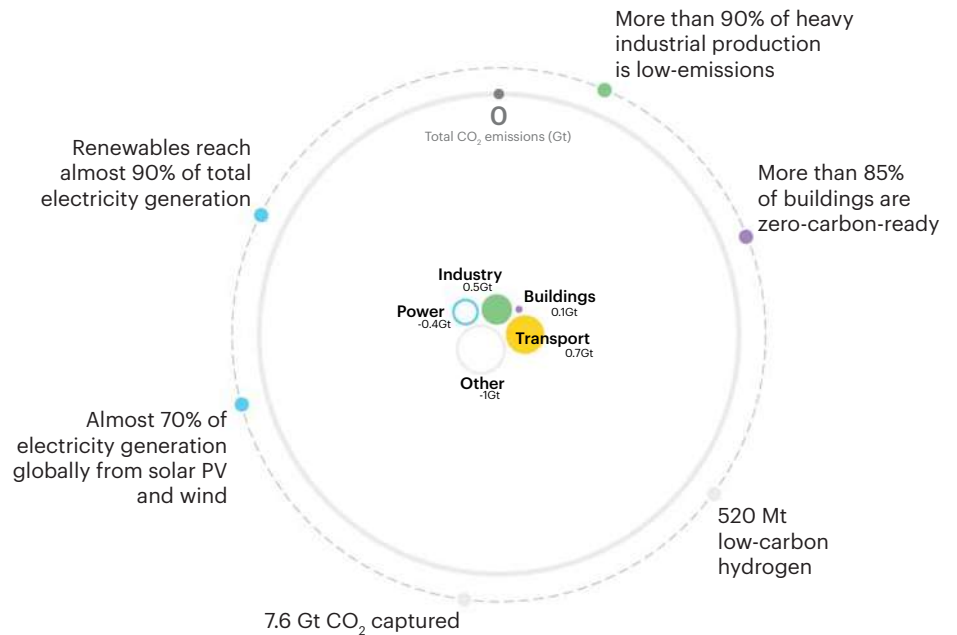 More than 90% of heavy
industrial production
is low-emissions
0
Total CO₂ emissions (Gt)
Renewables reach
almost 90% of total
electricity generation
More than 85%
of buildings are
zero-carbon-ready
Industry
0.5Gt
Buildings
0.1Gt
Power
-0.4Gt
Transport
0.7Gt
Other
-1Gt
Almost 70% of
electricity generation
globally from solar PV
and wind
520 Mt
low-carbon
hydrogen
7.6 Gt CO₂ captured